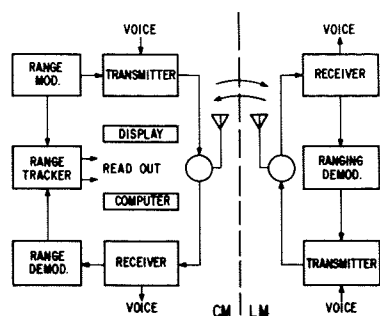 VOICE
VOICE
RANGE
MOD.
TRANSMITTER
RECEIVER
DISPLAY
RANGE
TRACKER
READ OUT
RANGING
DEMOD.
COMPUTER
RANGE
DEMOD.
RECEIVER
TRANSMITTER
VOICE
CM
LM
VOICE